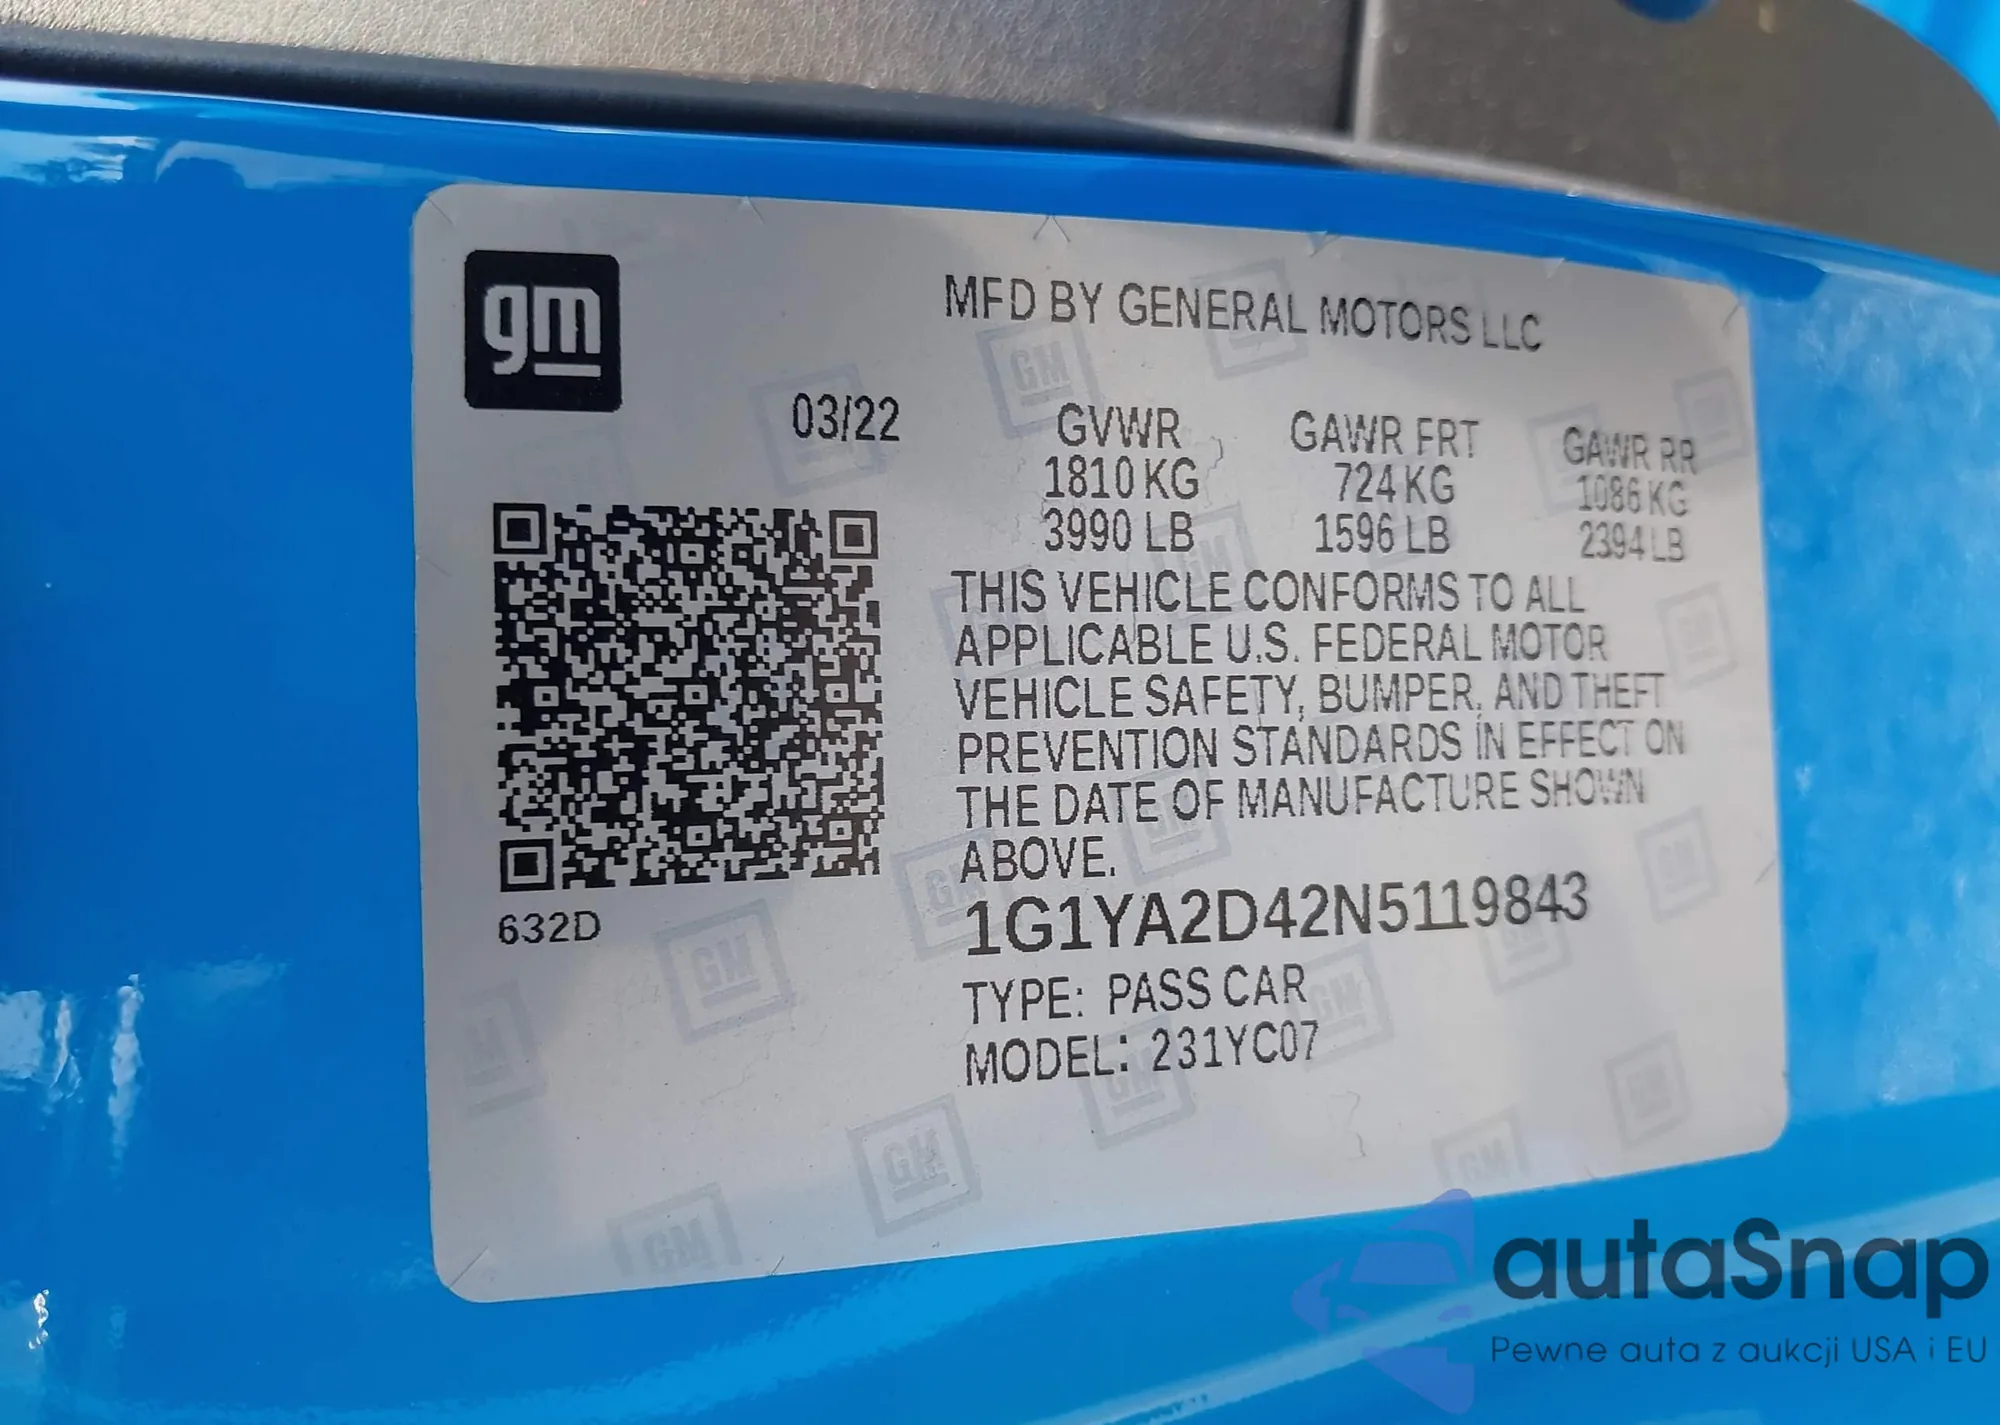 gm
MFD BY GENERAL MOTORS LLC
03/22
GVWR GAWR FRT GAWR RR
1810 KG 724 KG 1086 KG
3990 LB 1596 LB 2394 LB
THIS VEHICLE CONFORMS TO ALL
APPLICABLE U.S. FEDERAL MOTOR
VEHICLE SAFETY, BUMPER, AND THEFT
PREVENTION STANDARDS IN EFFECT ON
THE DATE OF MANUFACTURE SHOWN
ABOVE.
632D
1G1YA2D42N5119843
TYPE: PASS CAR
MODEL: 231YC07
autaSnap
Pewne auta z aukcji USA i EU